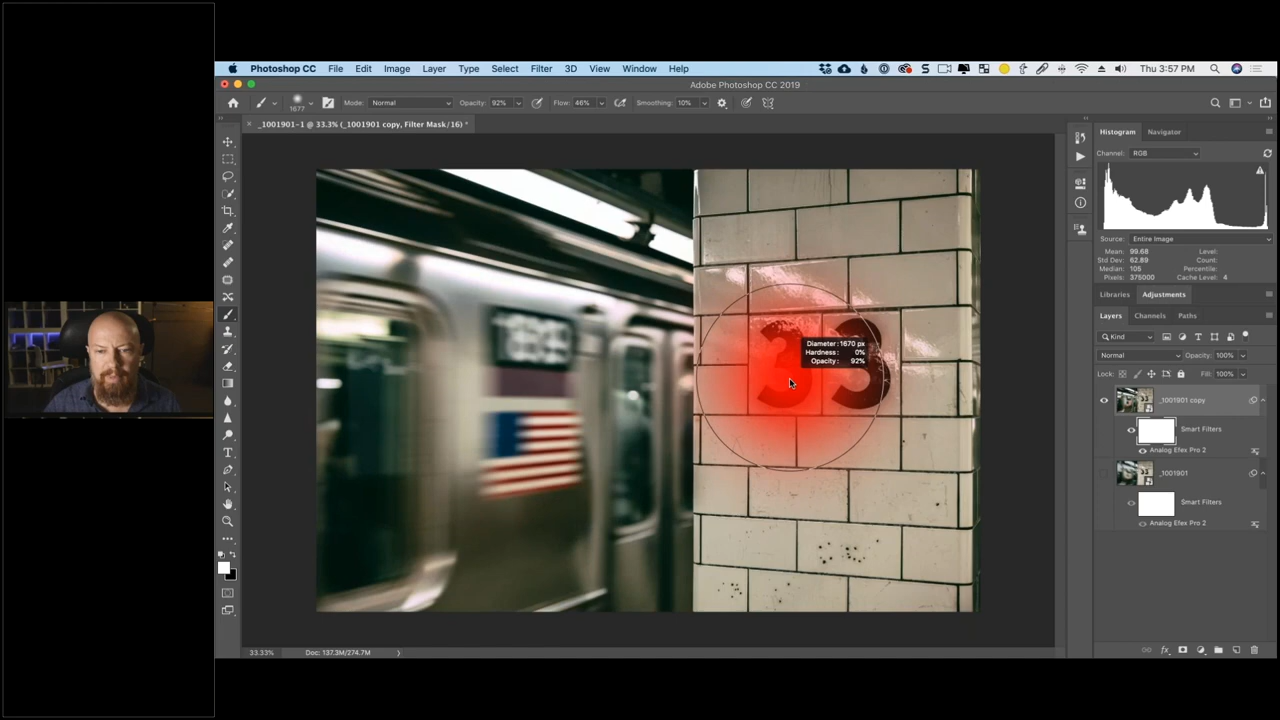 Photoshop CC File Edit Image Layer Type Select Filter 3D View Window Help Thu 3:57 PM
Adobe Photoshop CC 2019
1677 Mode: Normal Opacity: 92% Flow: 46% Smoothing: 10%
× _1001901-1 @ 33.3% (_1001901 copy, Filter Mask/16) *
Histogram Navigator
Channel: RGB
Source: Entire Image
Mean: 99.68 Level:
Std Dev: 62.89 Count:
Median: 105 Percentile:
Pixels: 375000 Cache Level: 4
Libraries Adjustments
Layers Channels Paths
Kind
Normal Opacity: 100%
Lock: Fill: 100%
_1001901 copy
Smart Filters
Analog Efex Pro 2
_1001901
Smart Filters
Analog Efex Pro 2
33
Diameter: 1670 px
Hardness: 0%
Opacity: 92%
33.33% Doc: 137.3M/274.7M